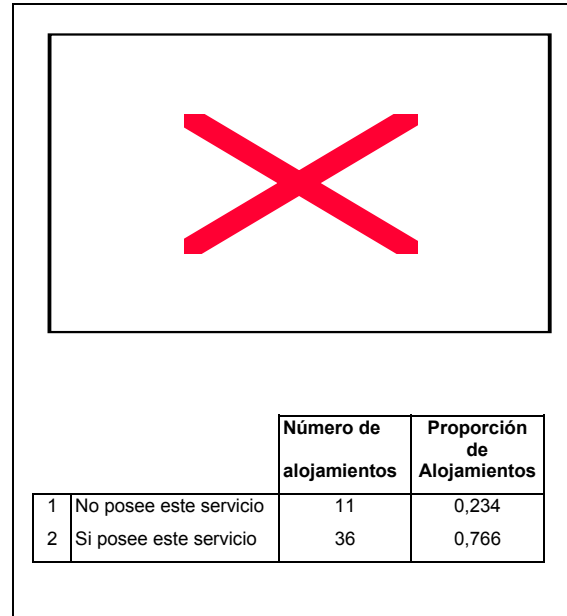 Número de
alojamientos
Proporción
de
Alojamientos
1 No posee este servicio 11 0,234
2 Si posee este servicio 36 0,766